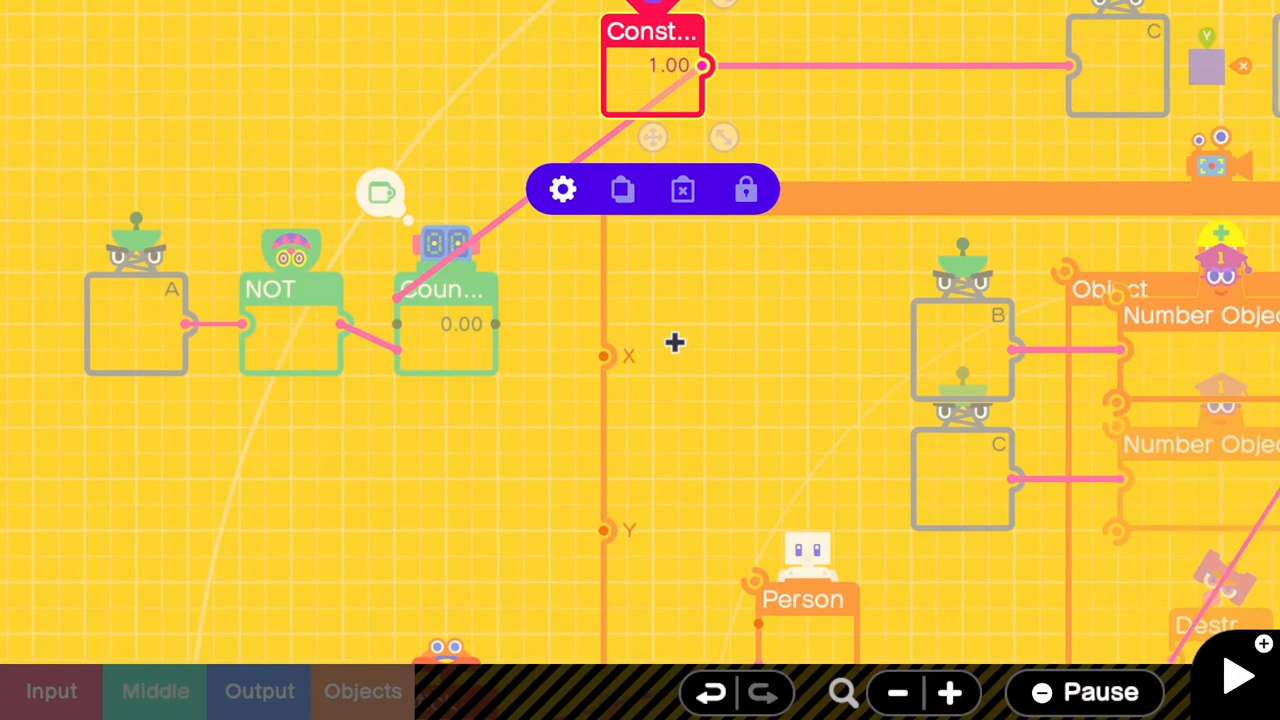 Const...
1.00
C
Y
A
NOT
Coun...
0.00
X
B
Object
Number Objec
C
Number Objec
Y
Person
Destr
Input
Middle
Output
Objects
Pause